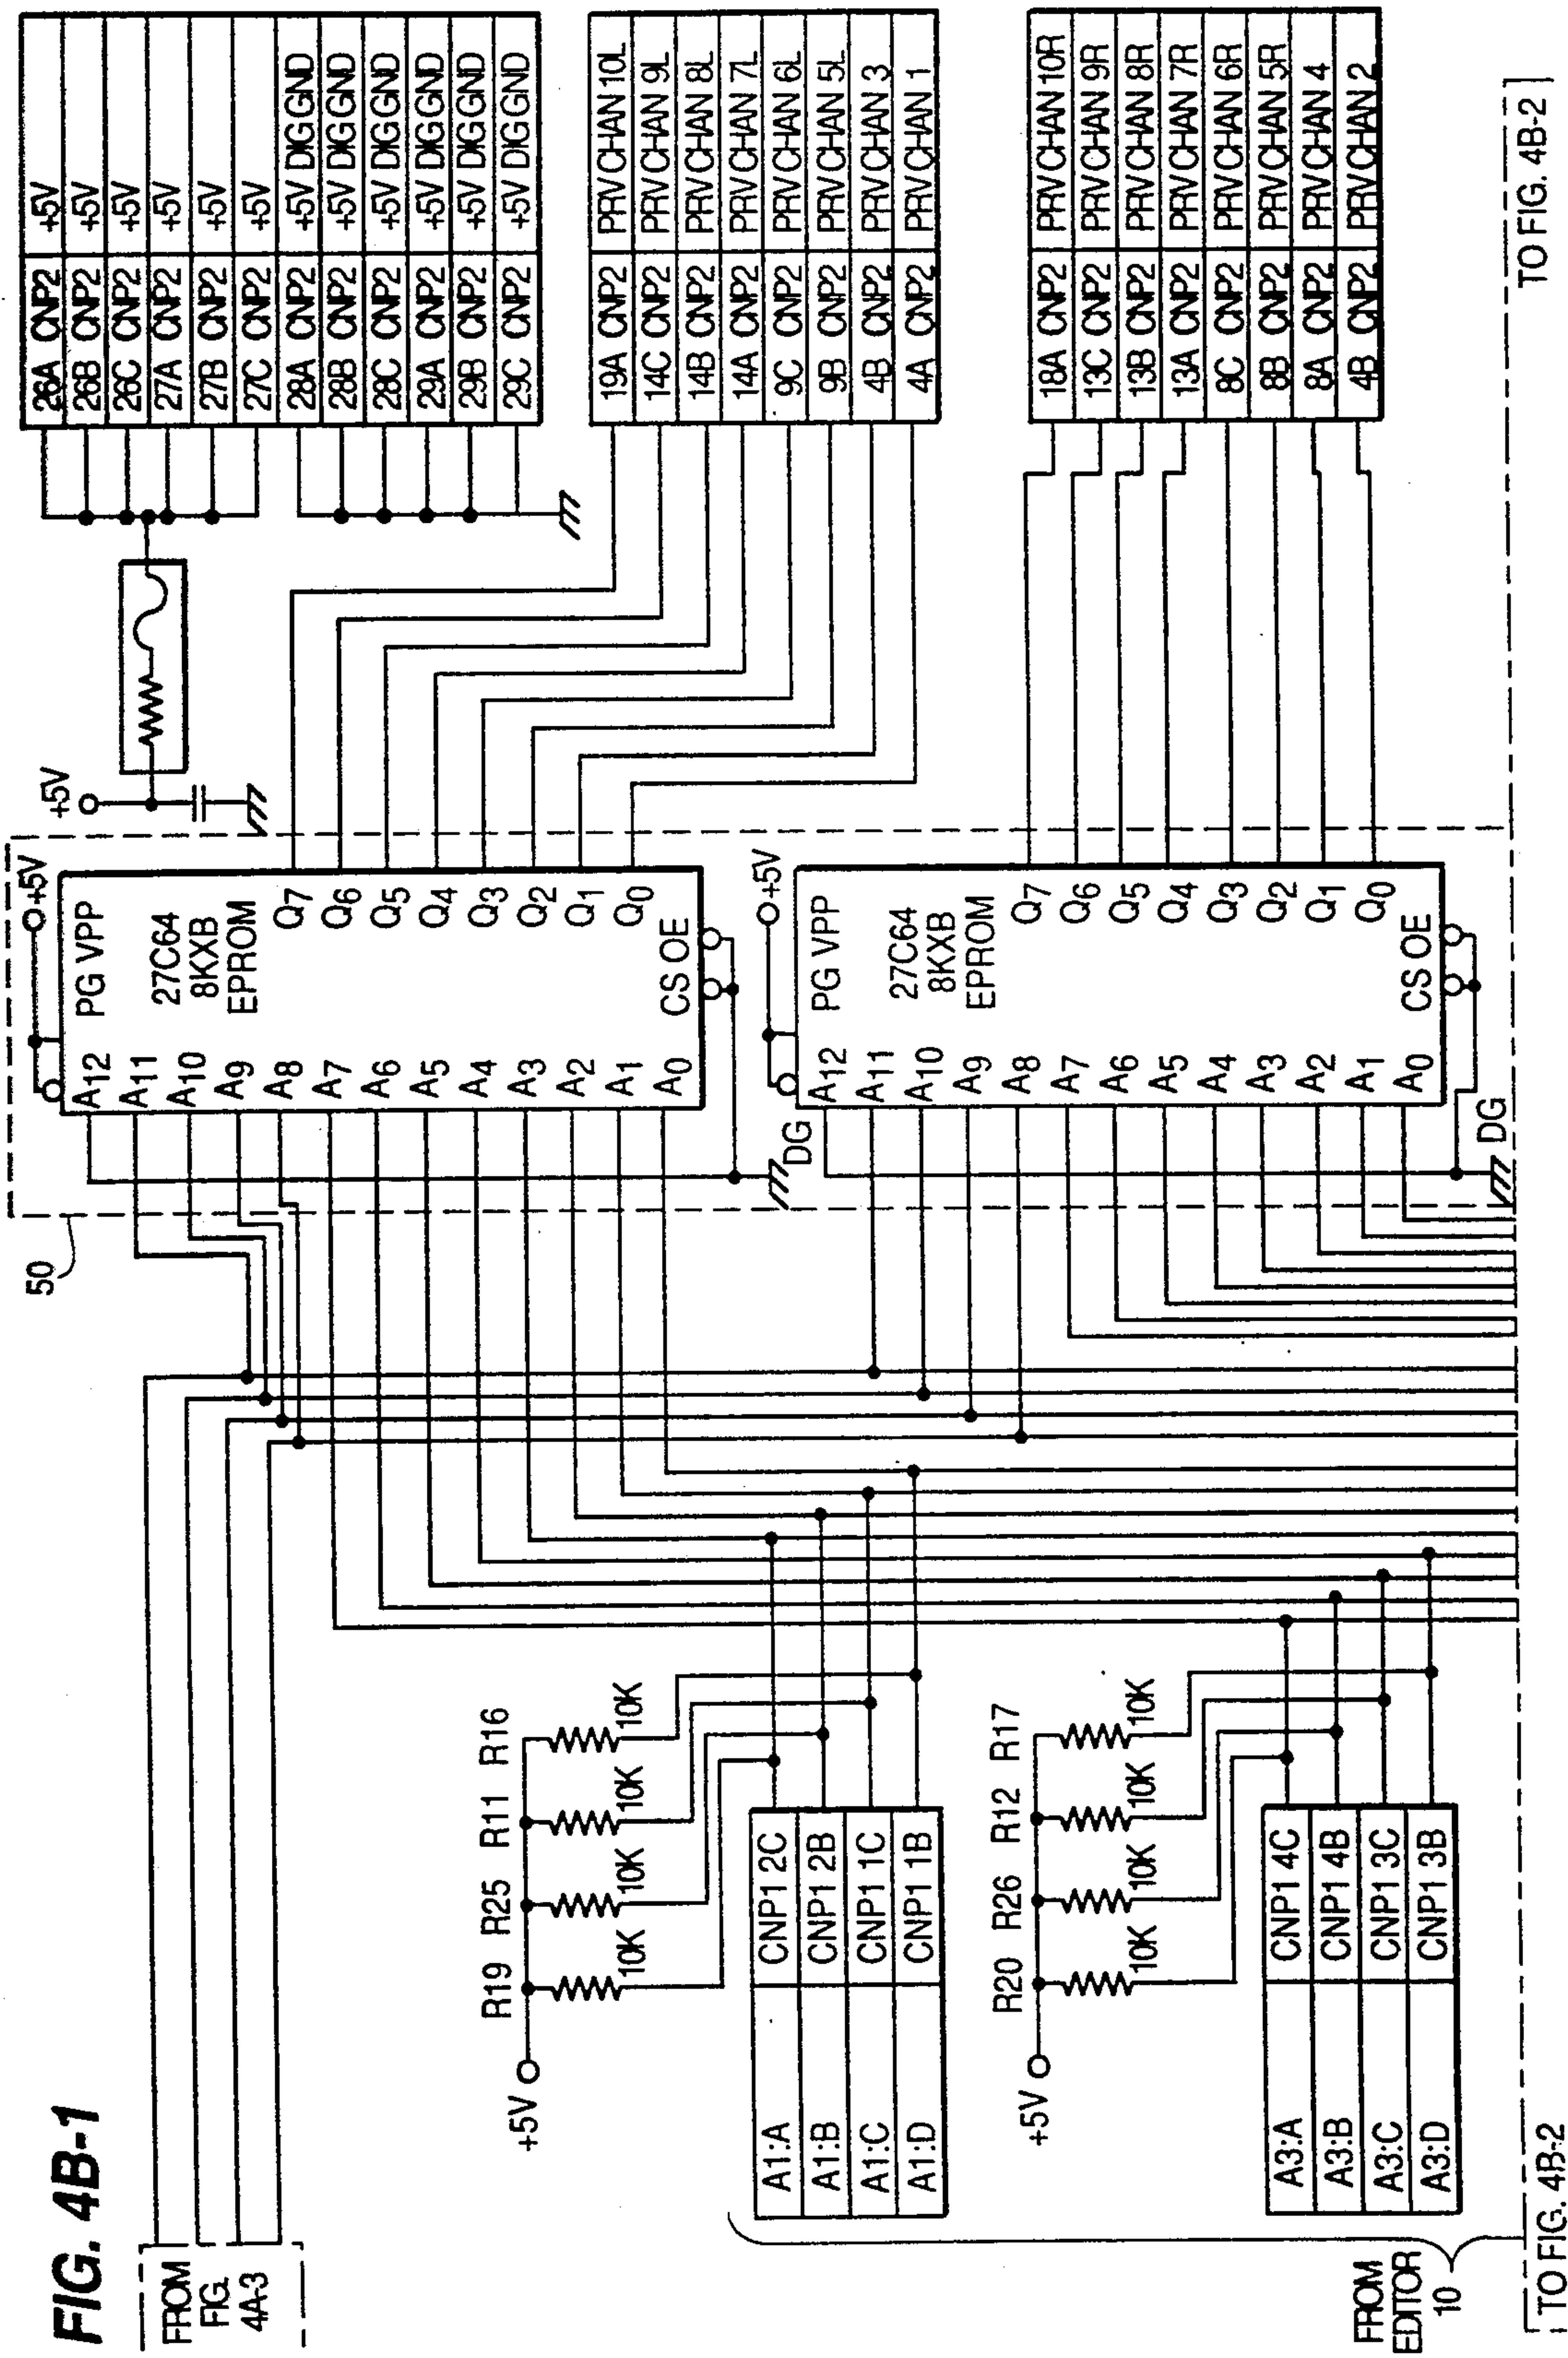 FIG. 4B-1
FROM
FIG.
4A-3
50
+5V
PG VPP
27C64
8KXB
EPROM
A12
A11
A10
A9
A8
A7
A6
A5
A4
A3
A2
A1
A0
Q7
Q6
Q5
Q4
Q3
Q2
Q1
Q0
CS OE
DG
+5V
26A CNP2 +5V
26B CNP2 +5V
26C CNP2 +5V
27A CNP2 +5V
27B CNP2 +5V
27C CNP2 +5V
28A CNP2 +5V DIG GND
28B CNP2 +5V DIG GND
28C CNP2 +5V DIG GND
29A CNP2 +5V DIG GND
29B CNP2 +5V DIG GND
29C CNP2 +5V DIG GND
19A CNP2 PRV CHAN 10L
14C CNP2 PRV CHAN 9L
14B CNP2 PRV CHAN 8L
14A CNP2 PRV CHAN 7L
9C CNP2 PRV CHAN 6L
9B CNP2 PRV CHAN 5L
4B CNP2 PRV CHAN 3
4A CNP2 PRV CHAN 1
+5V
R19
R25
R11
R16
10K
10K
10K
10K
A1:A CNP1 2C
A1:B CNP1 2B
A1:C CNP1 1C
A1:D CNP1 1B
+5V
PG VPP
27C64
8KXB
EPROM
A12
A11
A10
A9
A8
A7
A6
A5
A4
A3
A2
A1
A0
Q7
Q6
Q5
Q4
Q3
Q2
Q1
Q0
CS OE
DG
18A CNP2 PRV CHAN 10R
13C CNP2 PRV CHAN 9R
13B CNP2 PRV CHAN 8R
13A CNP2 PRV CHAN 7R
8C CNP2 PRV CHAN 6R
8B CNP2 PRV CHAN 5R
8A CNP2 PRV CHAN 4
4B CNP2 PRV CHAN 2
+5V
R20
R26
R12
R17
10K
10K
10K
10K
A3:A CNP1 4C
A3:B CNP1 4B
A3:C CNP1 3C
A3:D CNP1 3B
FROM
EDITOR
10
TO FIG. 4B-2
TO FIG. 4B-2